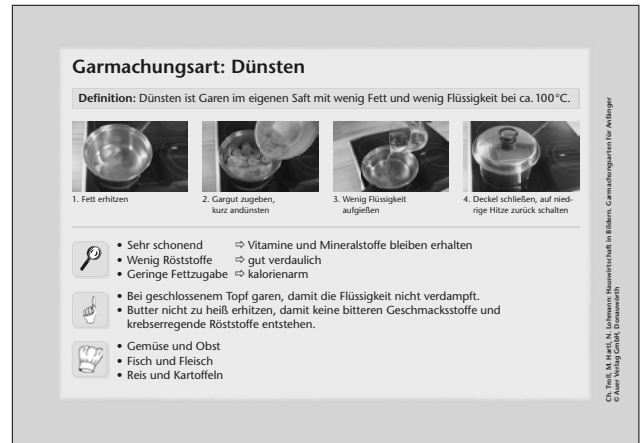 Garmachungsart: Dünsten
Definition: Dünsten ist Garen im eigenen Saft mit wenig Fett und wenig Flüssigkeit bei ca. 100°C.
1. Fett erhitzen
2. Gargut zugeben,
kurz andünsten
3. Wenig Flüssigkeit
aufgießen
4. Deckel schließen, auf nied-
rige Hitze zurück schalten
• Sehr schonend ⇨ Vitamine und Mineralstoffe bleiben erhalten
• Wenig Röststoffe ⇨ gut verdaulich
• Geringe Fettzugabe ⇨ kalorienarm
• Bei geschlossenem Topf garen, damit die Flüssigkeit nicht verdampft.
• Butter nicht zu heiß erhitzen, damit keine bitteren Geschmacksstoffe und
krebserregende Röststoffe entstehen.
• Gemüse und Obst
• Fisch und Fleisch
• Reis und Kartoffeln
Ch. Troll, M. Hartl, N. Lohmann: Hauswirtschaft in Bildern. Garmachungsarten für Anfänger
© Auer Verlag GmbH, Donauwörth